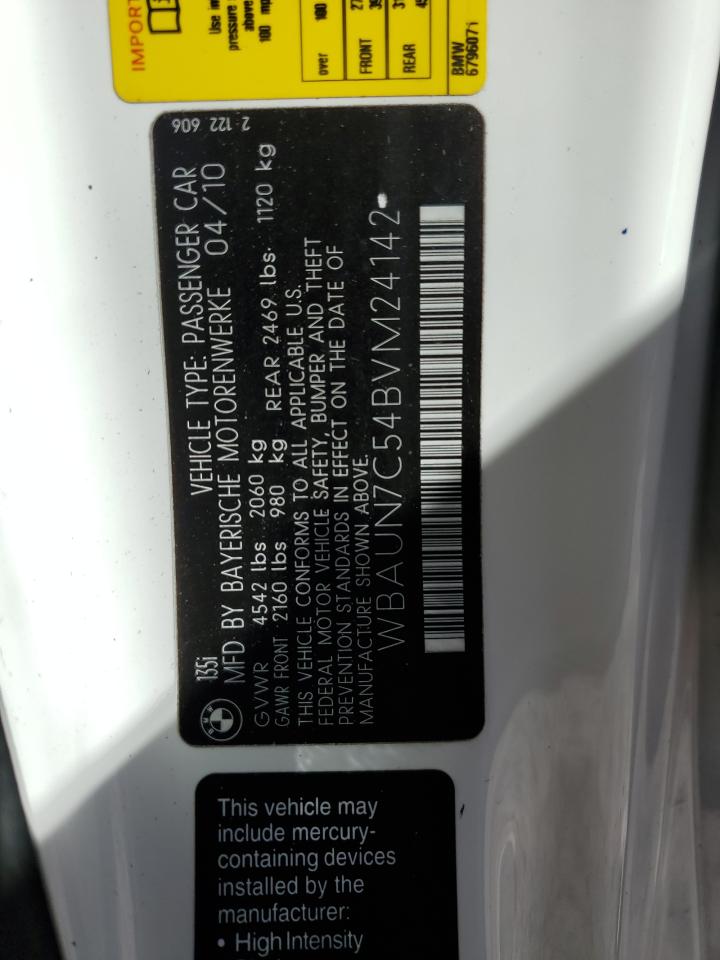 IMPORT
Use
pressure
above
100 mp
over 100
FRONT
REAR
BMW
6796071
2 122 606
135i VEHICLE TYPE: PASSENGER CAR
MFD BY BAYERISCHE MOTORENWERKE 04/10
GVWR 4542 lbs 2060 kg
GAWR FRONT 2160 lbs 980 kg REAR 2469 lbs. 1120 kg
THIS VEHICLE CONFORMS TO ALL APPLICABLE U.S.
FEDERAL MOTOR VEHICLE SAFETY, BUMPER AND THEFT
PREVENTION STANDARDS IN EFFECT ON THE DATE OF
MANUFACTURE SHOWN ABOVE.
WBAUN7C54BVM24142
This vehicle may
include mercury-
containing devices
installed by the
manufacturer:
• High Intensity